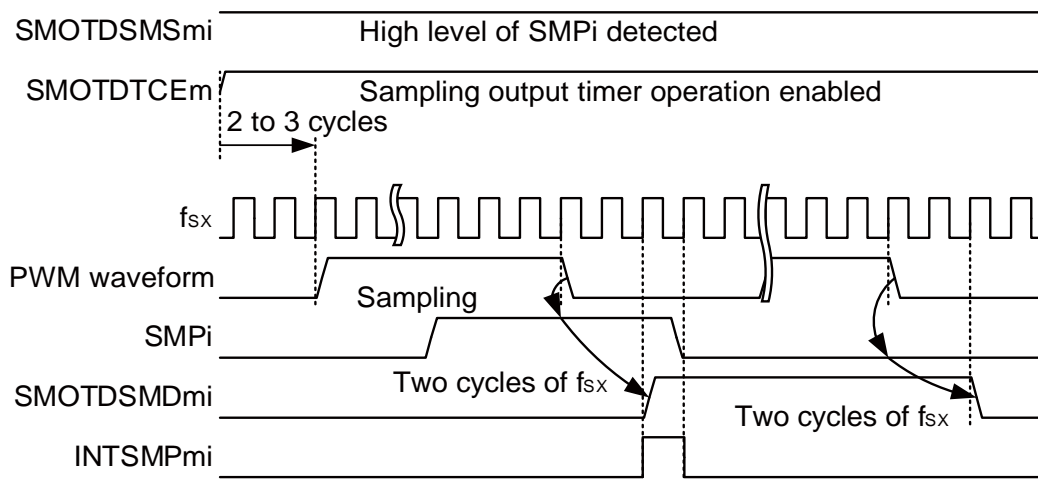 SMOTDSMSmi
High level of SMPi detected
SMOTDTCEm
Sampling output timer operation enabled
2 to 3 cycles
fsx
PWM waveform
Sampling
SMPi
Two cycles of fsx
SMOTDSMDmi
Two cycles of fsx
INTSMPmi